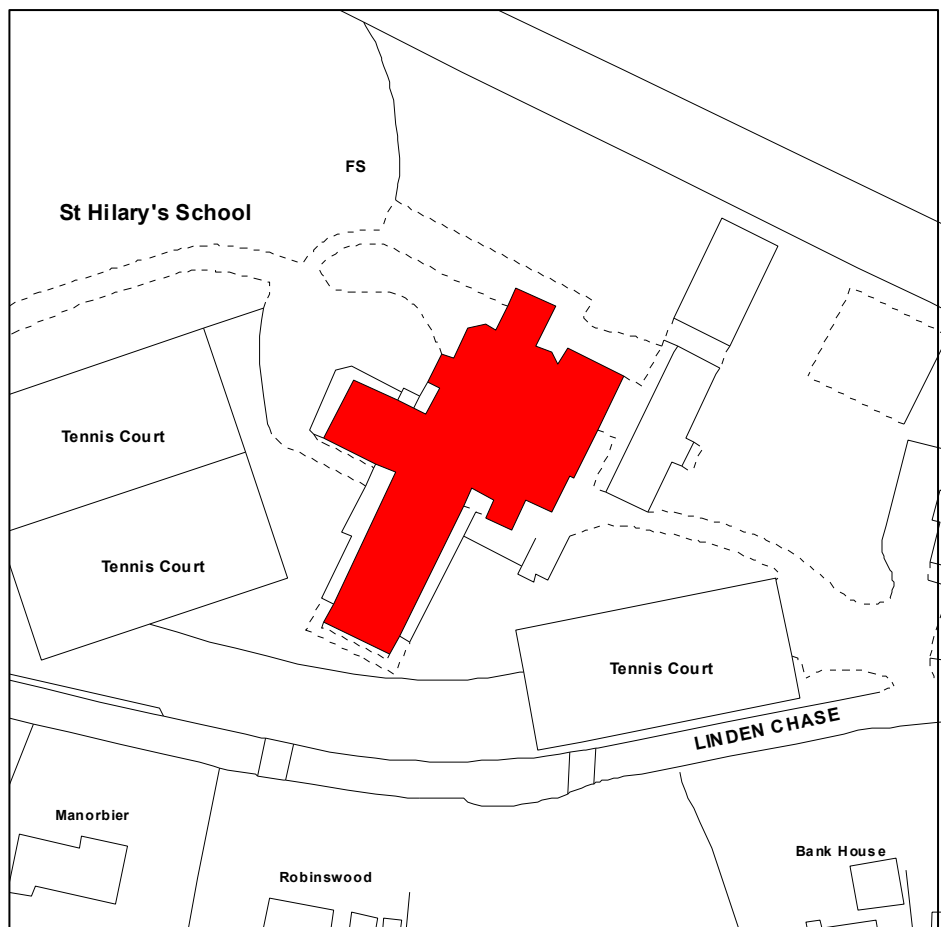 FS
St Hilary's School
Tennis Court
Tennis Court
Tennis Court
LINDEN CHASE
Manorbier
Bank House
Robinswood